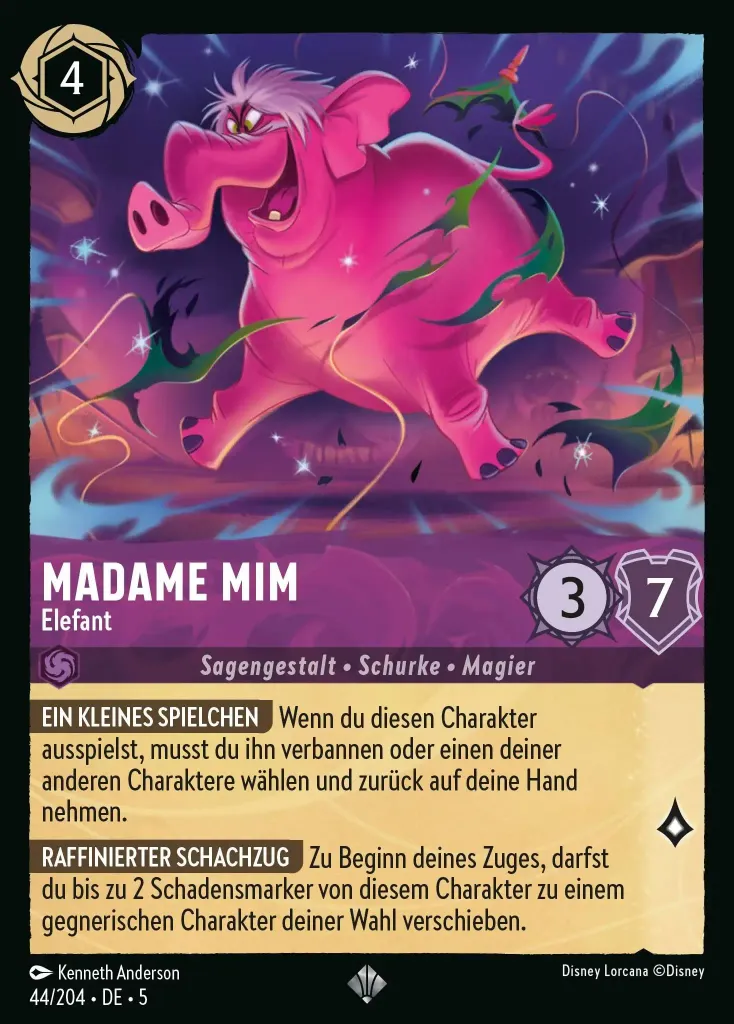 4
MADAME MIM
Elefant
3
7
Sagengestalt • Schurke • Magier
EIN KLEINES SPIELCHEN Wenn du diesen Charakter
ausspielst, musst du ihn verbannen oder einen deiner
anderen Charaktere wählen und zurück auf deine Hand
nehmen.
RAFFINIERTER SCHACHZUG Zu Beginn deines Zuges, darfst
du bis zu 2 Schadensmarker von diesem Charakter zu einem
gegnerischen Charakter deiner Wahl verschieben.
Kenneth Anderson
Disney Lorcana ©Disney
44/204 • DE • 5